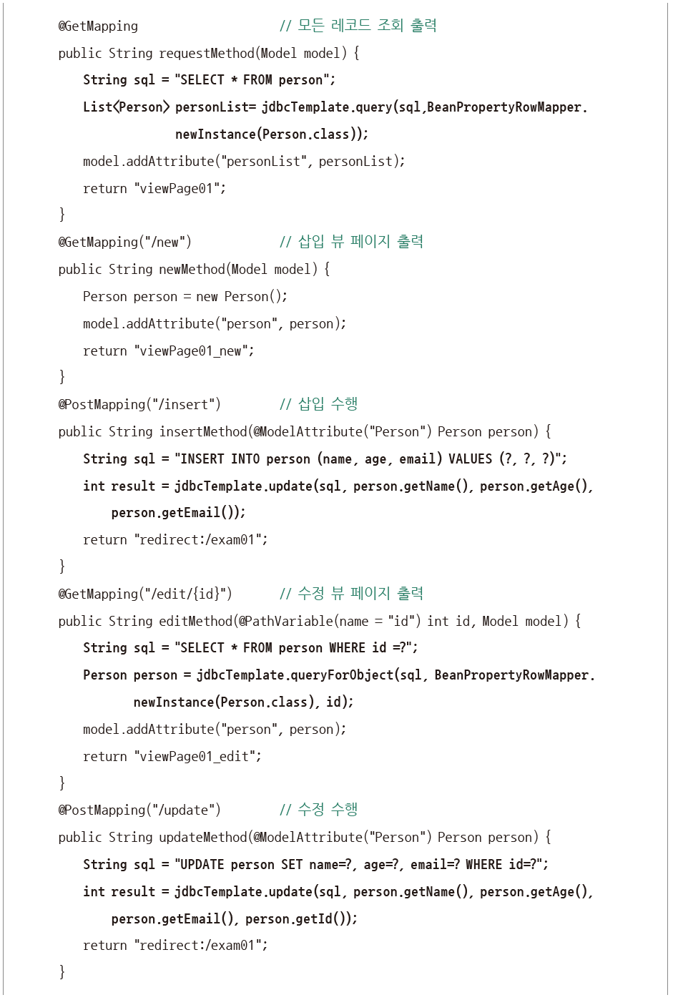 @GetMapping // 모든 레코드 조회 출력
public String requestMethod(Model model) {
String sql = "SELECT * FROM person";
List<Person> personList= jdbcTemplate.query(sql,BeanPropertyRowMapper.
newInstance(Person.class));
model.addAttribute("personList", personList);
return "viewPage01";
}
@GetMapping("/new") // 삽입 뷰 페이지 출력
public String newMethod(Model model) {
Person person = new Person();
model.addAttribute("person", person);
return "viewPage01_new";
}
@PostMapping("/insert") // 삽입 수행
public String insertMethod(@ModelAttribute("Person") Person person) {
String sql = "INSERT INTO person (name, age, email) VALUES (?, ?, ?)";
int result = jdbcTemplate.update(sql, person.getName(), person.getAge(),
person.getEmail());
return "redirect:/exam01";
}
@GetMapping("/edit/{id}") // 수정 뷰 페이지 출력
public String editMethod(@PathVariable(name = "id") int id, Model model) {
String sql = "SELECT * FROM person WHERE id =?";
Person person = jdbcTemplate.queryForObject(sql, BeanPropertyRowMapper.
newInstance(Person.class), id);
model.addAttribute("person", person);
return "viewPage01_edit";
}
@PostMapping("/update") // 수정 수행
public String updateMethod(@ModelAttribute("Person") Person person) {
String sql = "UPDATE person SET name=?, age=?, email=? WHERE id=?";
int result = jdbcTemplate.update(sql, person.getName(), person.getAge(),
person.getEmail(), person.getId());
return "redirect:/exam01";
}